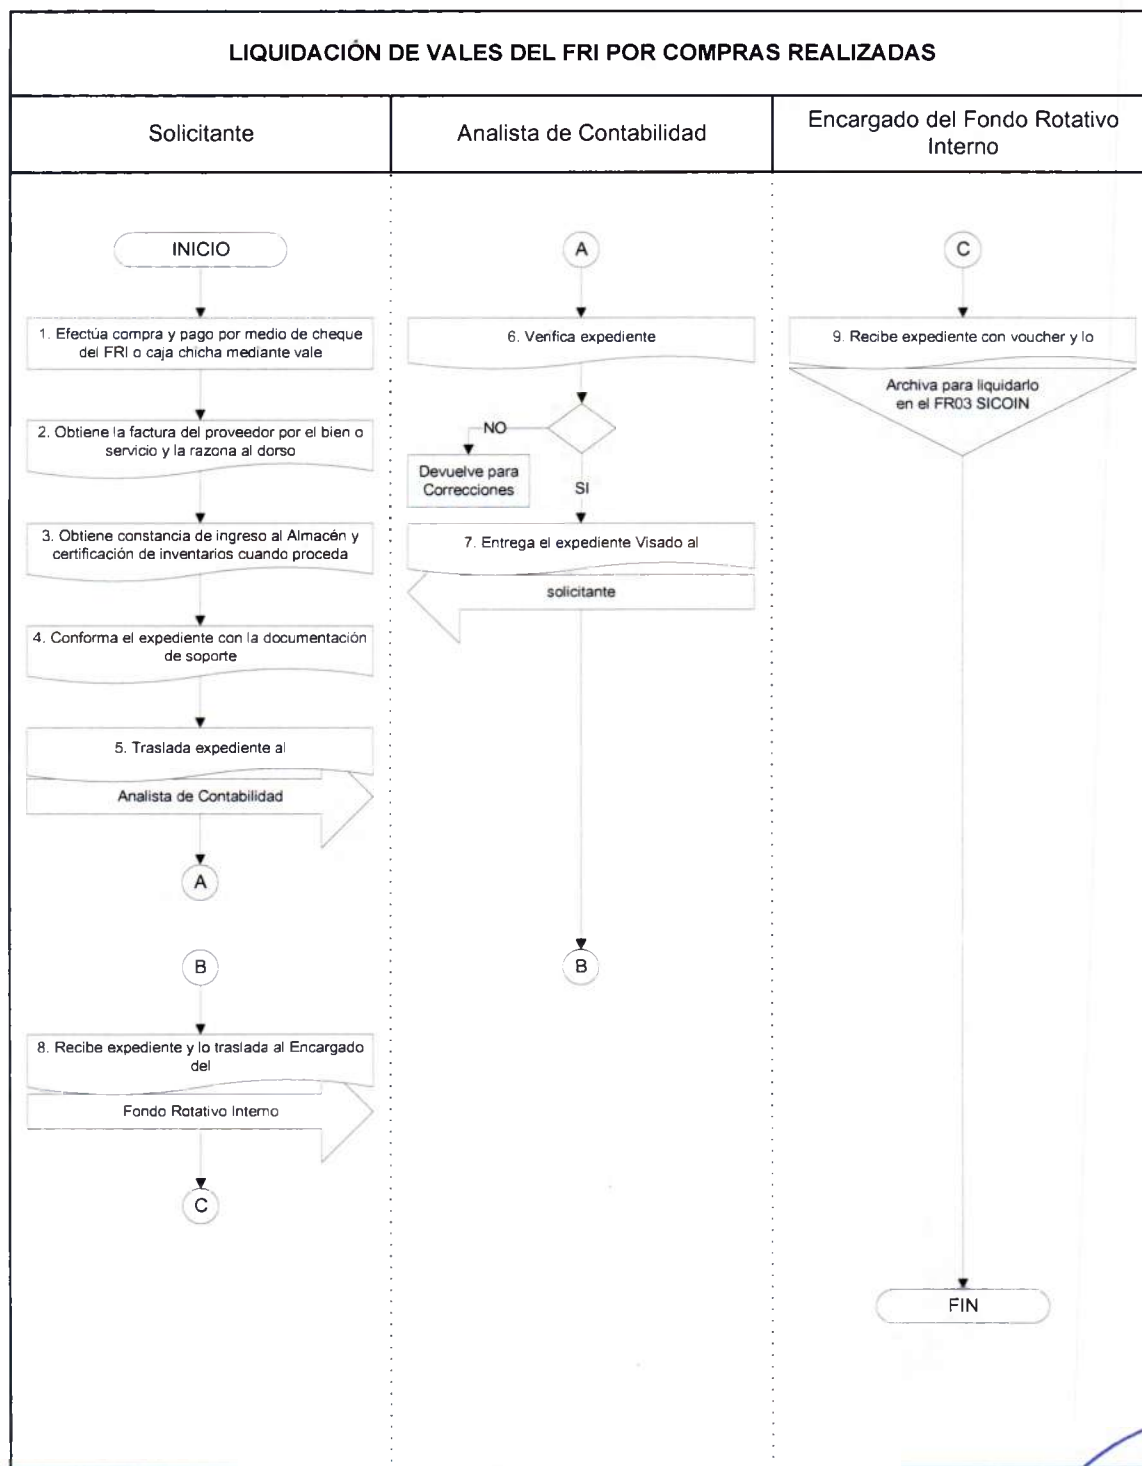 LIQUIDACIÓN DE VALES DEL FRI POR COMPRAS REALIZADAS
Solicitante
Analista de Contabilidad
Encargado del Fondo Rotativo
Interno
INICIO
1. Efectúa compra y pago por medio de cheque
del FRI o caja chicha mediante vale
2. Obtiene la factura del proveedor por el bien o
servicio y la razona al dorso
3. Obtiene constancia de ingreso al Almacén y
certificación de inventarios cuando proceda
4. Conforma el expediente con la documentación
de soporte
5. Traslada expediente al
Analista de Contabilidad
A
B
8. Recibe expediente y lo traslada al Encargado
del
Fondo Rotativo Interno
C
A
6. Verifica expediente
NO
Devuelve para
Correcciones
SI
7. Entrega el expediente Visado al
solicitante
B
C
9. Recibe expediente con voucher y lo
Archiva para liquidarlo
en el FR03 SICOIN
FIN